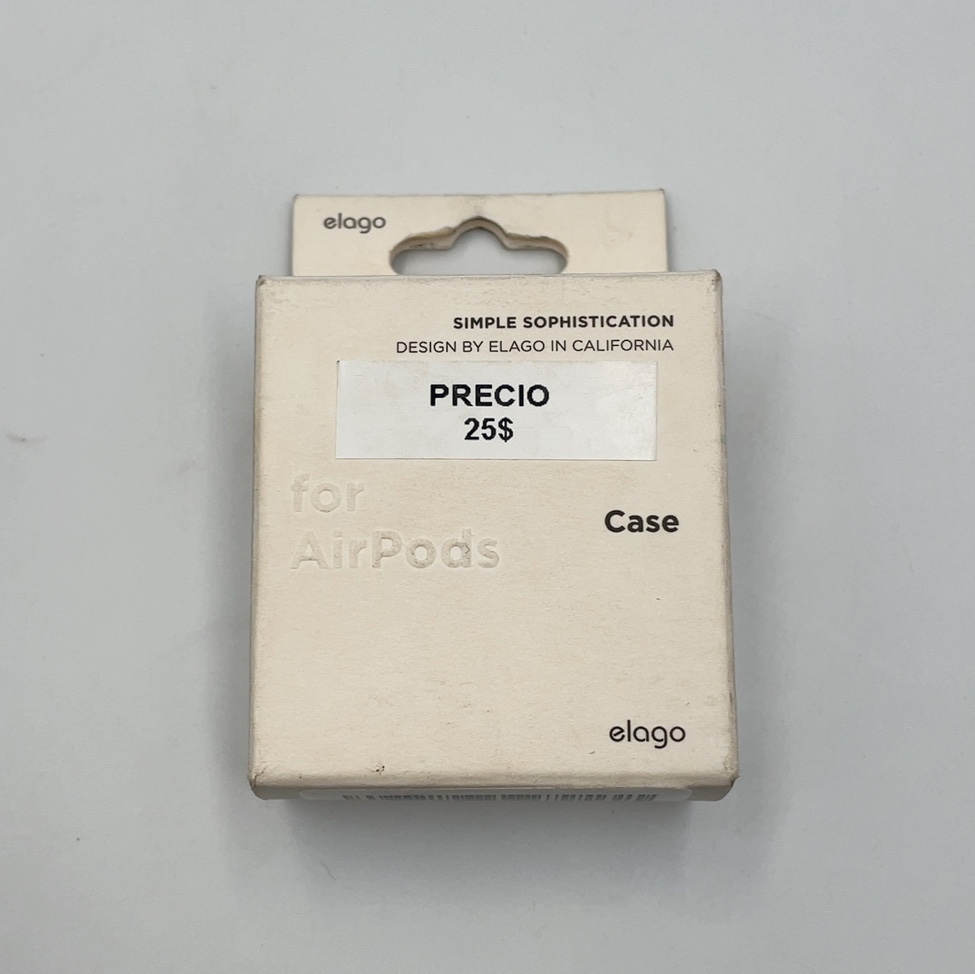 elago
SIMPLE SOPHISTICATION
DESIGN BY ELAGO IN CALIFORNIA
PRECIO
25$
for
AirPods
Case
elago